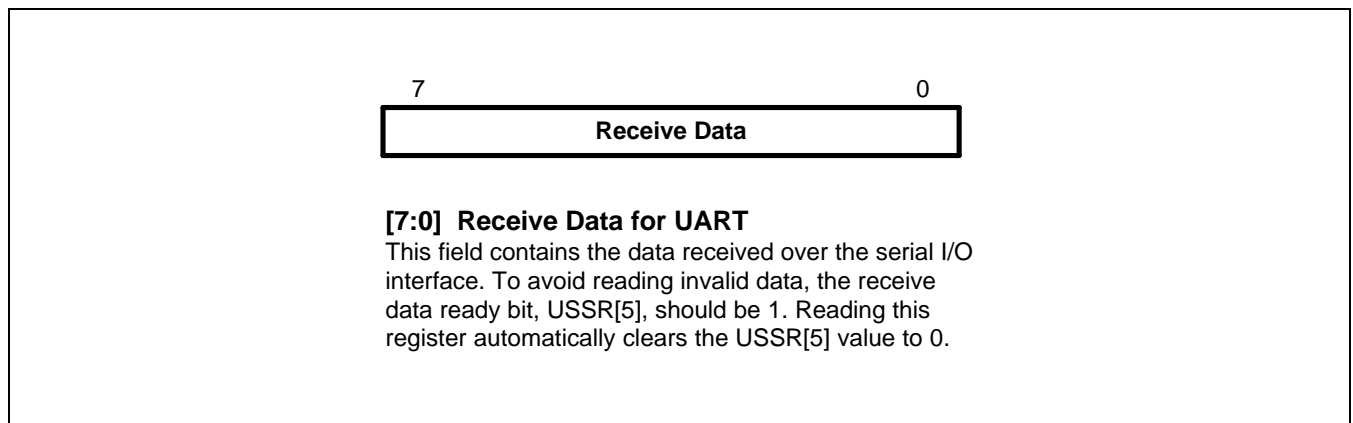 7 0
Receive Data
[7:0] Receive Data for UART
This field contains the data received over the serial I/O
interface. To avoid reading invalid data, the receive
data ready bit, USSR[5], should be 1. Reading this
register automatically clears the USSR[5] value to 0.